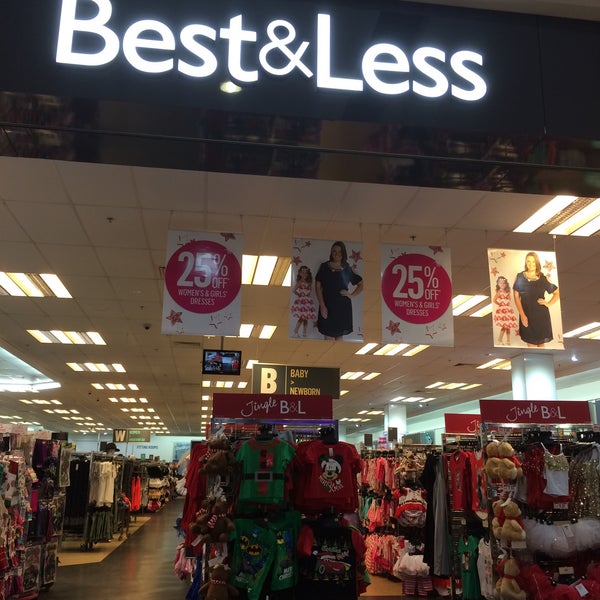 Best&Less
25%
OFF
WOMEN'S & GIRLS'
DRESSES
25%
OFF
WOMEN'S & GIRLS'
DRESSES
B
BABY
>
NEWBORN
W
Jingle B&L
Jingle B&L